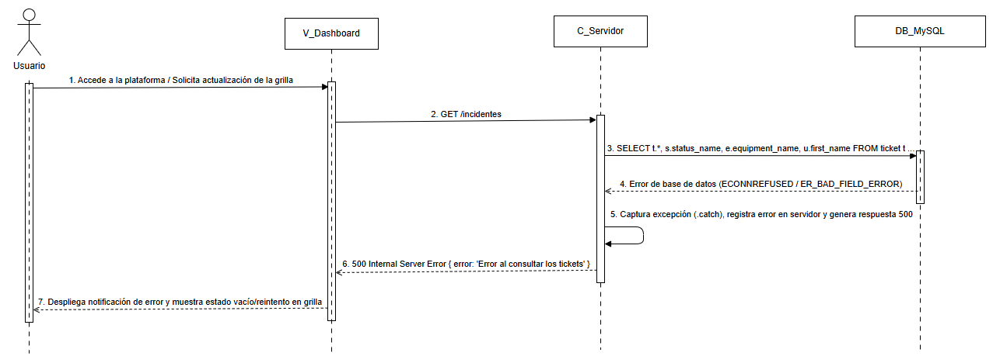 V_Dashboard
C_Servidor
DB_MySQL
Usuario
1. Accede a la plataforma / Solicita actualización de la grilla
2. GET /incidentes
3. SELECT t.*, s.status_name, e.equipment_name, u.first_name FROM ticket t ...
4. Error de base de datos (ECONNREFUSED / ER_BAD_FIELD_ERROR)
5. Captura excepción (.catch), registra error en servidor y genera respuesta 500
6. 500 Internal Server Error { error: 'Error al consultar los tickets' }
7. Despliega notificación de error y muestra estado vacío/reintento en grilla